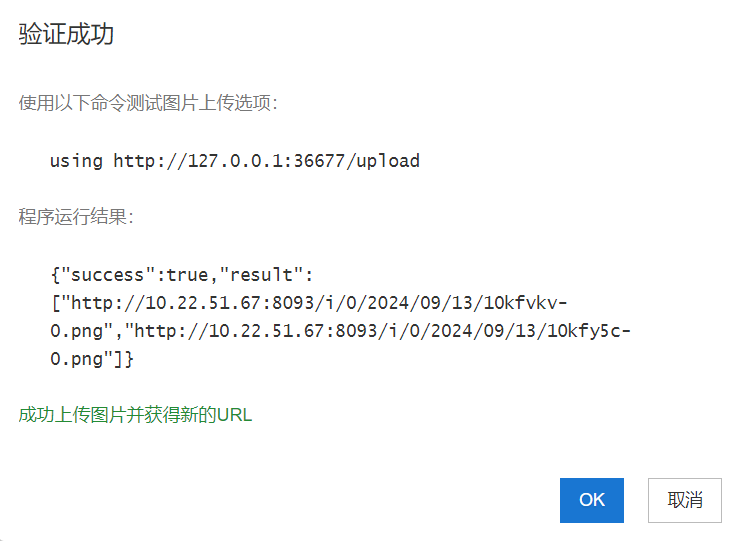 验证成功
使用以下命令测试图片上传选项：
using http://127.0.0.1:36677/upload
程序运行结果：
{"success":true,"result":
["http://10.22.51.67:8093/i/0/2024/09/13/10kfvkv-
0.png","http://10.22.51.67:8093/i/0/2024/09/13/10kfy5c-
0.png"]}
成功上传图片并获得新的URL
OK
取消